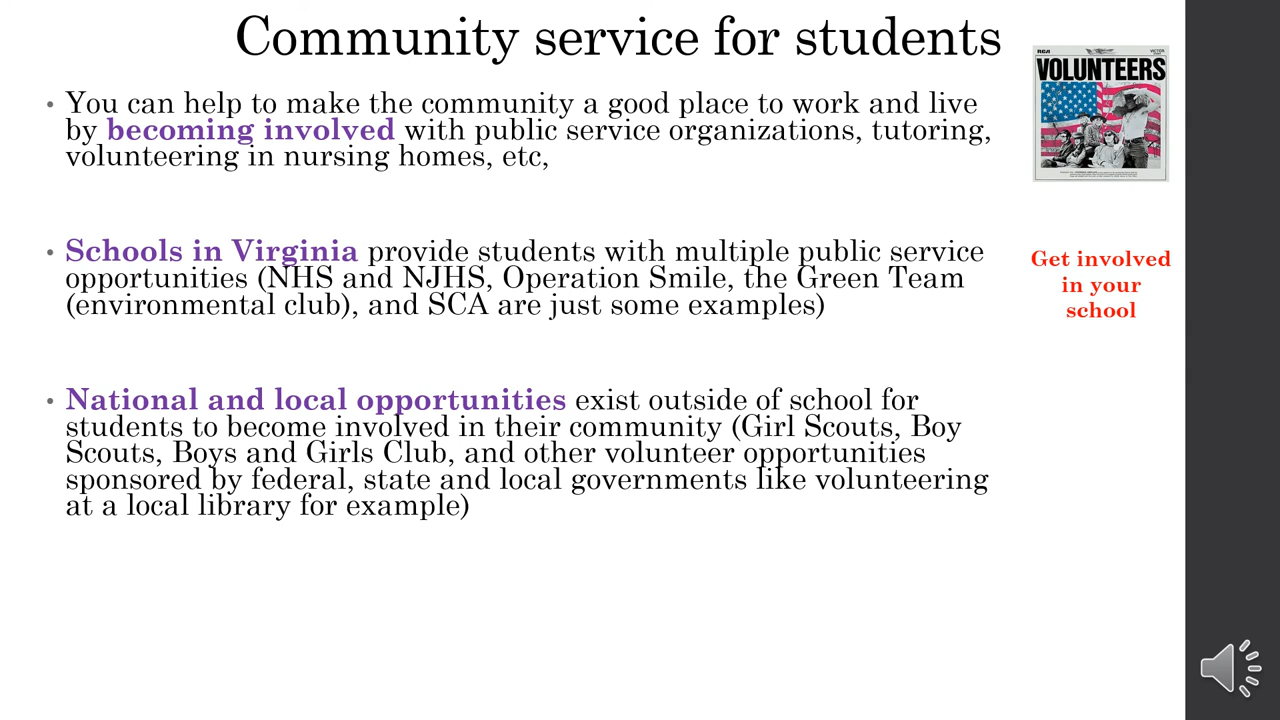 Community service for students
• You can help to make the community a good place to work and live
by becoming involved with public service organizations, tutoring,
volunteering in nursing homes, etc,
• Schools in Virginia provide students with multiple public service
opportunities (NHS and NJHS, Operation Smile, the Green Team
(environmental club), and SCA are just some examples)
• National and local opportunities exist outside of school for
students to become involved in their community (Girl Scouts, Boy
Scouts, Boys and Girls Club, and other volunteer opportunities
sponsored by federal, state and local governments like volunteering
at a local library for example)
RCA
VICTOR
VOLUNTEERS
Get involved
in your
school